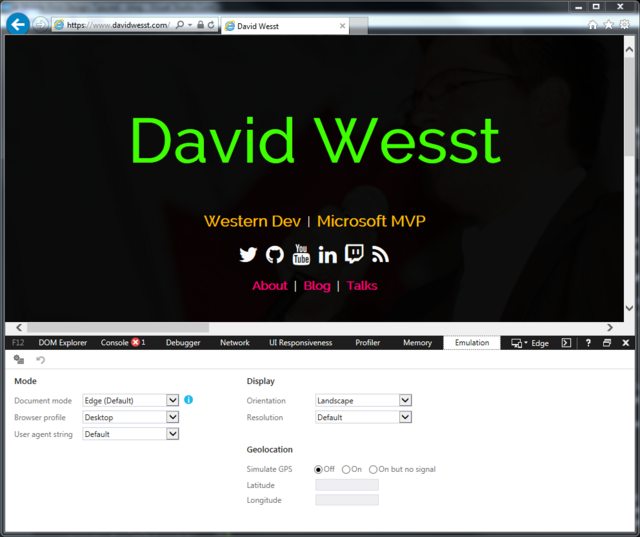 https://www.davidwesst.com/
David Wesst
David Wesst
Western Dev | Microsoft MVP
You Tube in
About | Blog | Talks
F12 DOM Explorer Console 1 Debugger Network UI Responsiveness Profiler Memory Emulation Edge ?
Mode Display
Document mode Edge (Default) Orientation Landscape
Browser profile Desktop Resolution Default
User agent string Default
Geolocation
Simulate GPS Off On On but no signal
Latitude
Longitude